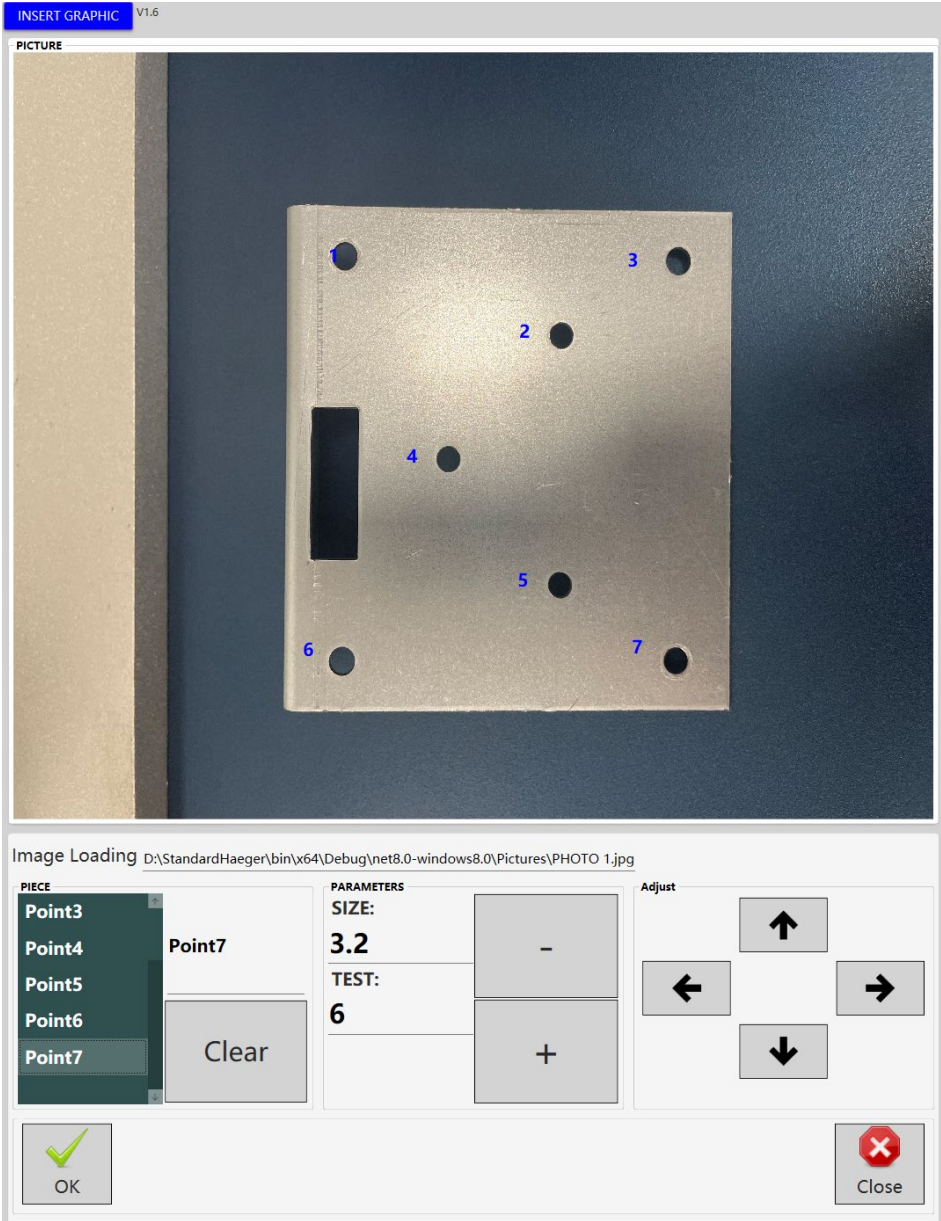 INSERT GRAPHIC V1.6
PICTURE
1
3
2
4
5
6
7
Image Loading D:\StandardHaeger\bin\x64\Debug\net8.0-windows8.0\Pictures\PHOTO 1.jpg
PIECE
Point3
Point4
Point5
Point6
Point7
Point7
Clear
PARAMETERS
SIZE:
3.2
TEST:
6
-
+
Adjust
OK
Close